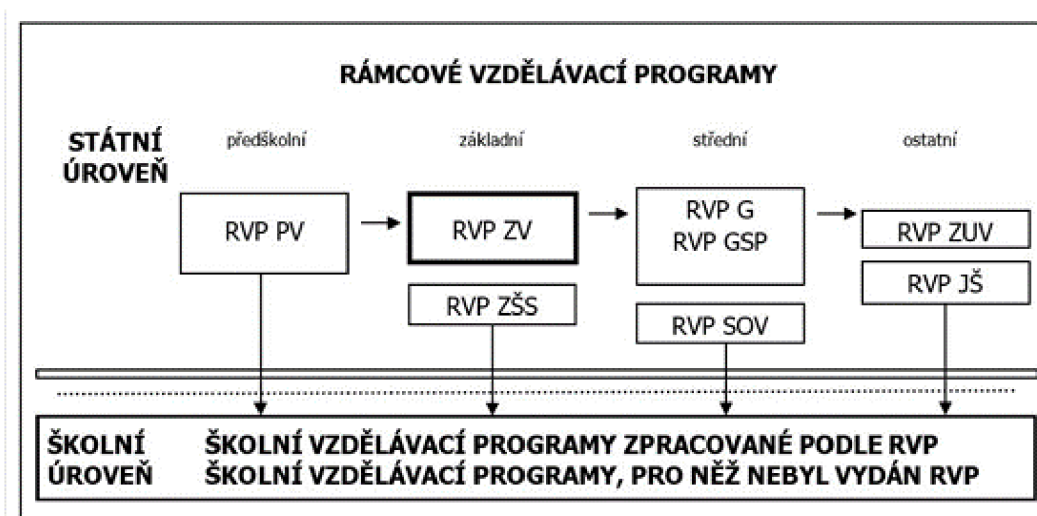 RÁMCOVÉ VZDĚLÁVACÍ PROGRAMY
STÁTNÍ
ÚROVEŇ
předškolní
základní
střední
ostatní
RVP PV
RVP ZV
RVP G
RVP GSP
RVP ZUV
RVP ZŠS
RVP SOV
RVP JŠ
ŠKOLNÍ ŠKOLNÍ VZDĚLÁVACÍ PROGRAMY ZPRACOVANÉ PODLE RVP
ÚROVEŇ ŠKOLNÍ VZDĚLÁVACÍ PROGRAMY, PRO NĚŽ NEBYL VYDÁN RVP